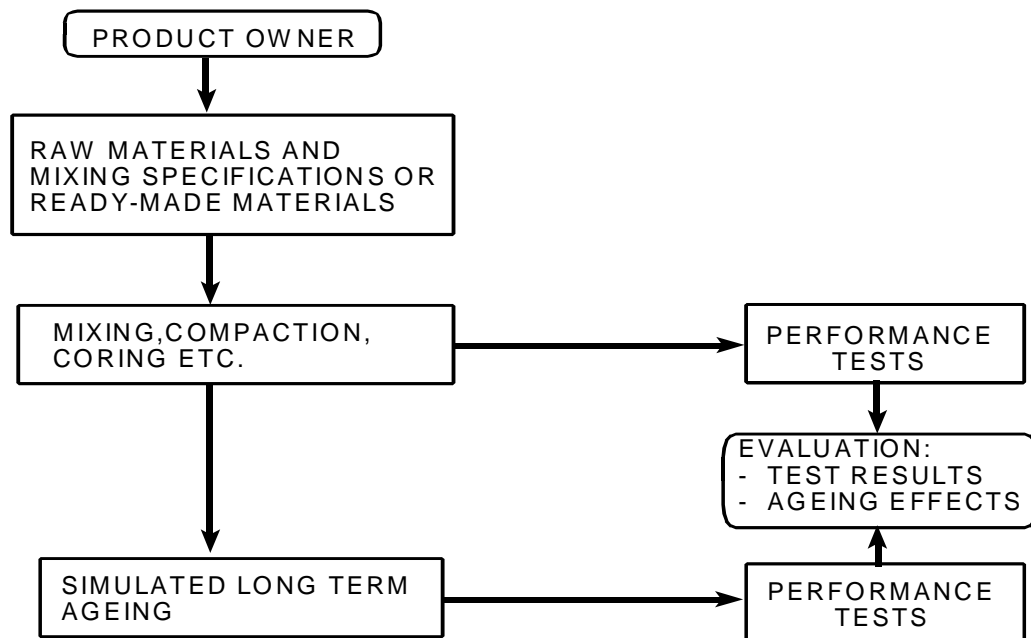 PRODUCT OWNER
RAW MATERIALS AND
MIXING SPECIFICATIONS OR
READY-MADE MATERIALS
MIXING,COMPACTION,
CORING ETC.
PERFORMANCE
TESTS
EVALUATION:
- TEST RESULTS
- AGEING EFFECTS
SIMULATED LONG TERM
AGEING
PERFORMANCE
TESTS